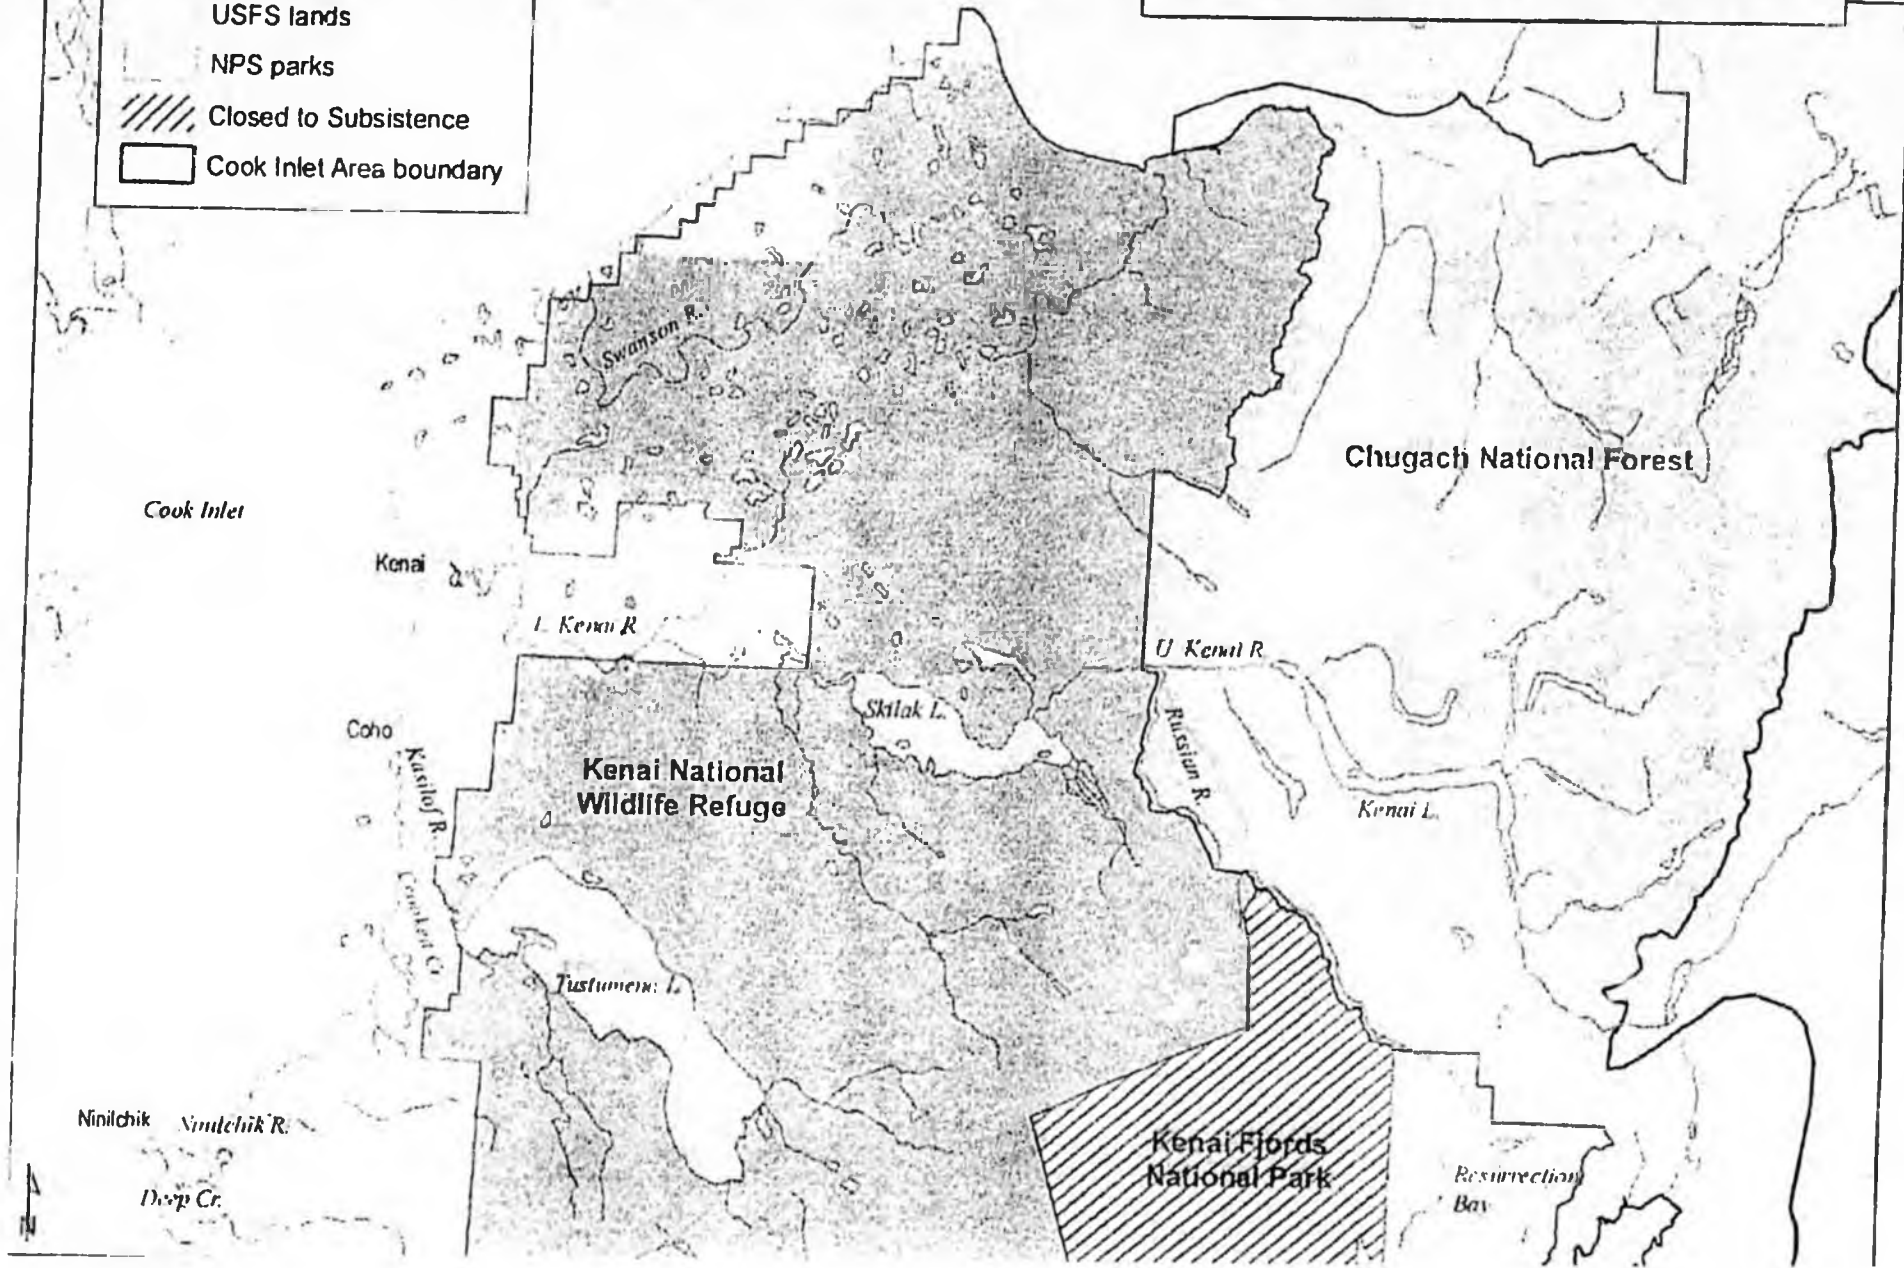 USFS lands
NPS parks
Closed to Subsistence
Cook Inlet Area boundary
Swanson R.
Chugach National Forest
Cook Inlet
Kenai
L. Kenai R.
U. Kenai R.
Skilak L.
Coho
Kasilof R.
Russian R.
Kenai National
Wildlife Refuge
Kenai L.
Crooked Cr.
Tustumena L.
Ninilchik
Ninilchik R.
Deep Cr.
Kenai Fjords
National Park
Resurrection
Bay
N